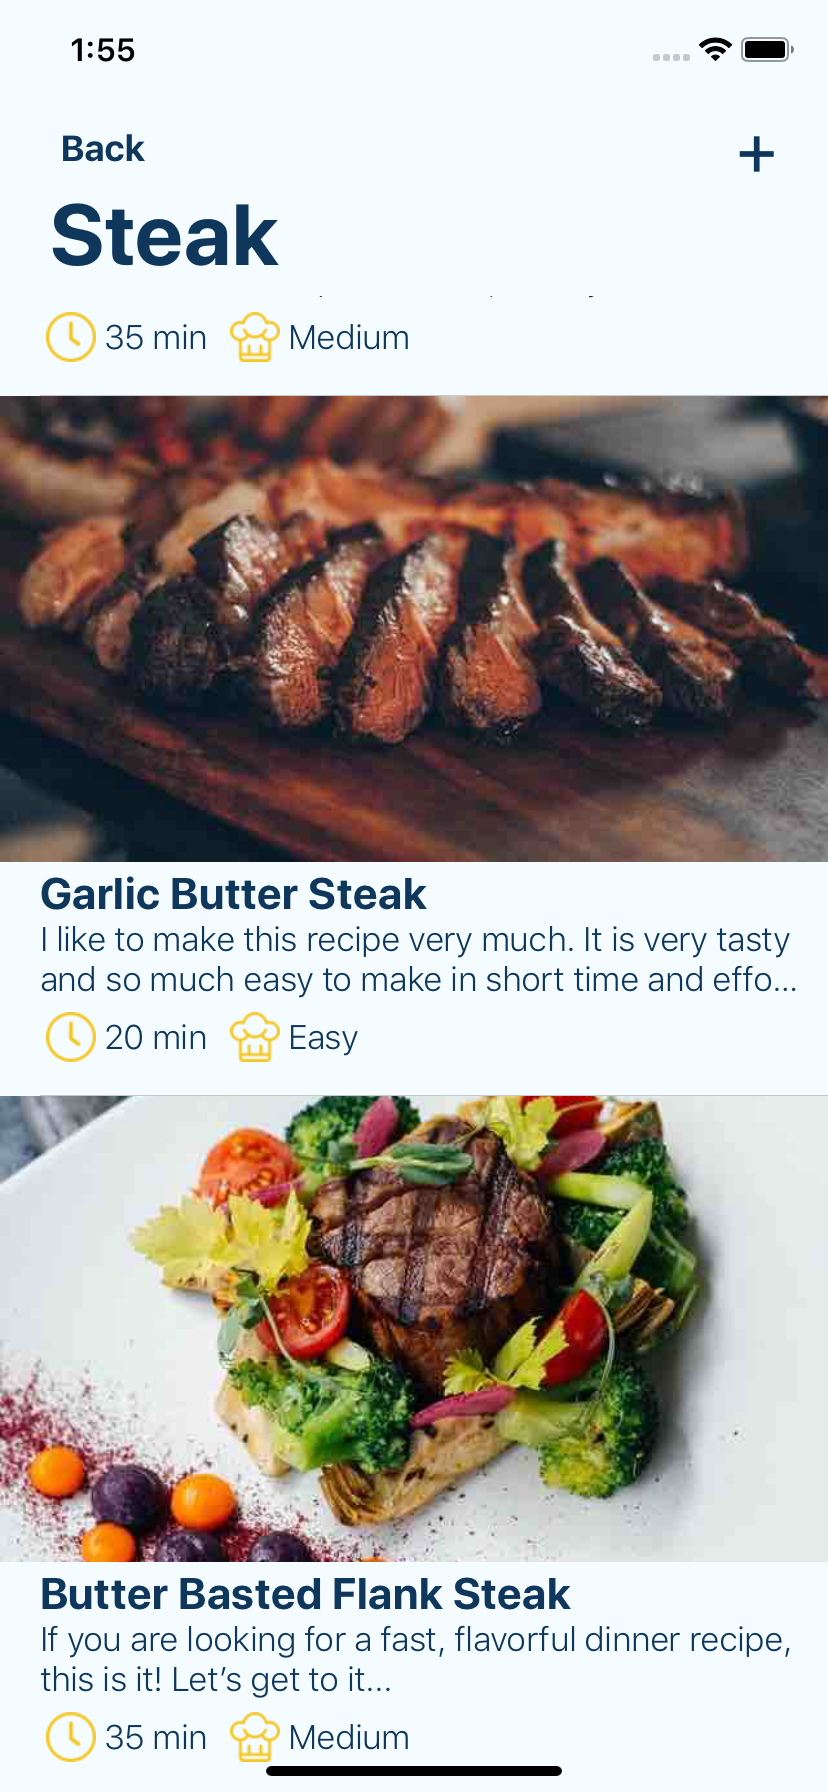 1:55
Back
Steak
35 min Medium
Garlic Butter Steak
I like to make this recipe very much. It is very tasty
and so much easy to make in short time and effo...
20 min Easy
Butter Basted Flank Steak
If you are looking for a fast, flavorful dinner recipe,
this is it! Let’s get to it...
35 min Medium